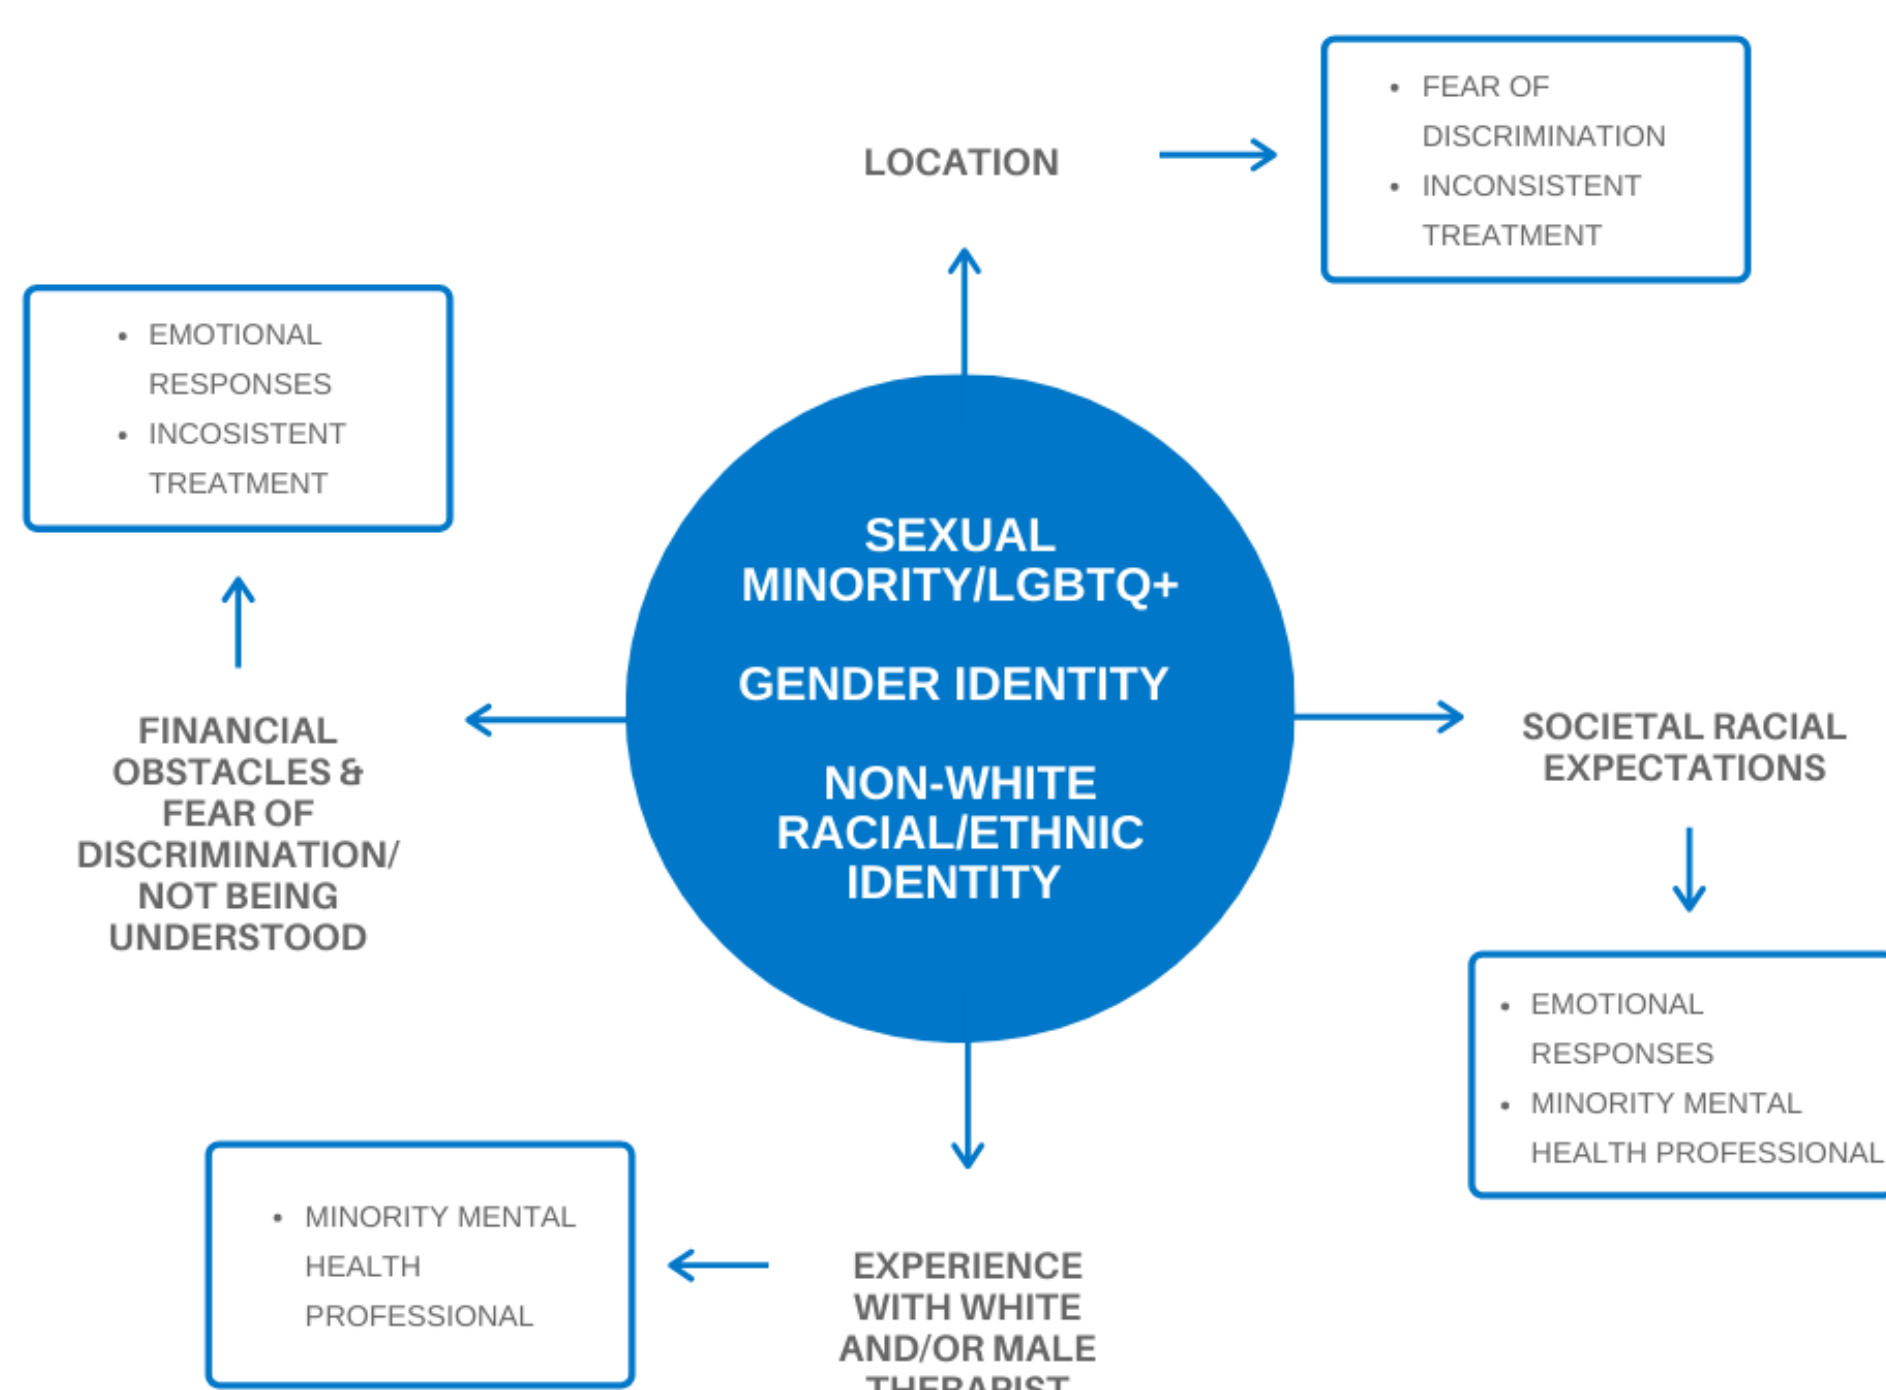 LOCATION
• FEAR OF
DISCRIMINATION
• INCONSISTENT
TREATMENT
• EMOTIONAL
RESPONSES
• INCOSISTENT
TREATMENT
SEXUAL
MINORITY/LGBTQ+
GENDER IDENTITY
NON-WHITE
RACIAL/ETHNIC
IDENTITY
FINANCIAL
OBSTACLES &
FEAR OF
DISCRIMINATION/
NOT BEING
UNDERSTOOD
SOCIETAL RACIAL
EXPECTATIONS
• EMOTIONAL
RESPONSES
• MINORITY MENTAL
HEALTH PROFESSIONAL
• MINORITY MENTAL
HEALTH
PROFESSIONAL
EXPERIENCE
WITH WHITE
AND/OR MALE
THERAPIST